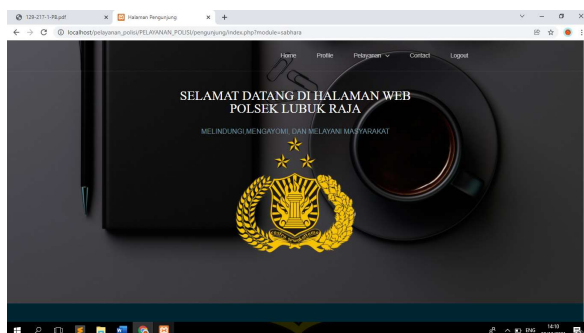 129-217-1-PB.pdf
Halaman Pengunjung
localhost/pelayanan_polisi/PELAYANAN_POLISI/pengunjung/index.php?module=sabhara
Home Profile Pelayanan Contact Logout
SELAMAT DATANG DI HALAMAN WEB
POLSEK LUBUK RAJA
MELINDUNGI,MENGAYOMI, DAN MELAYANI MASYARAKAT
ENG
14:10